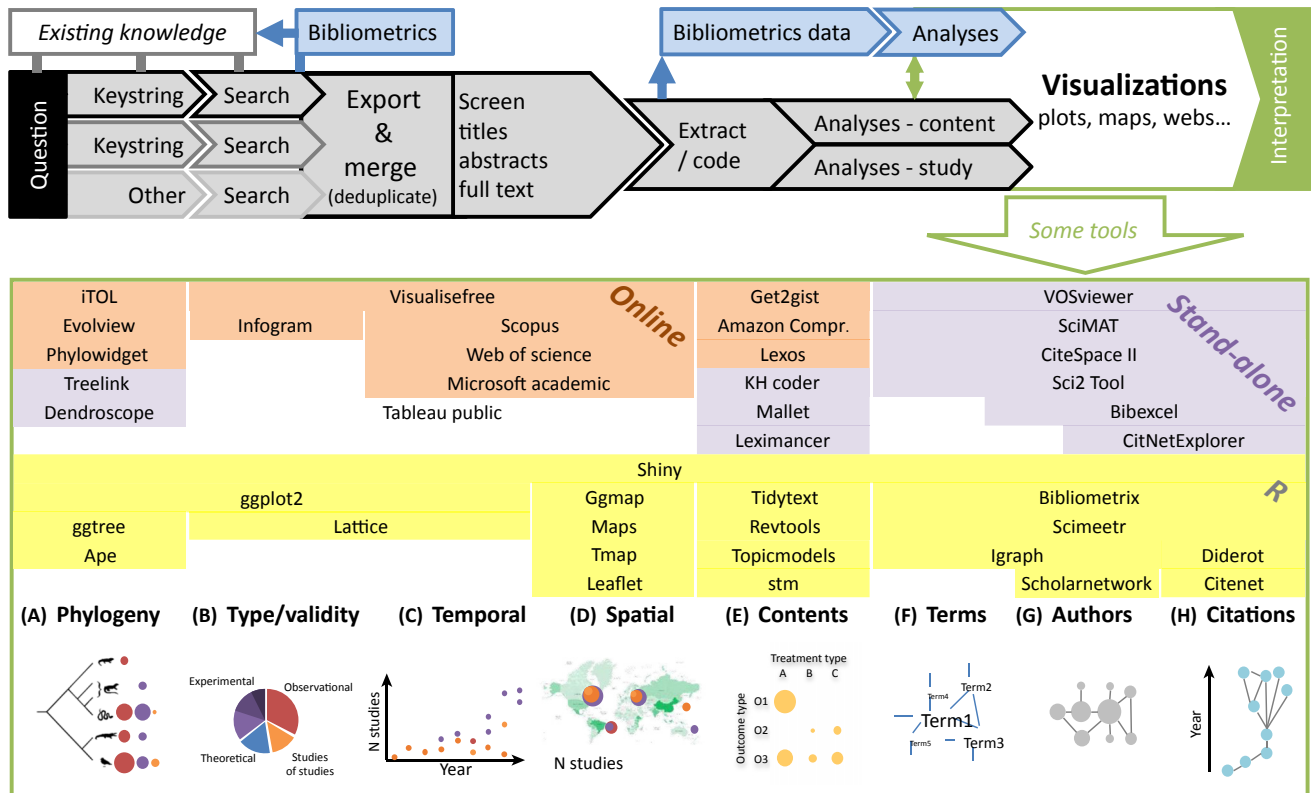 Existing knowledge
Bibliometrics
Bibliometrics data
Analyses
Question
Keystring
Search
Keystring
Search
Other
Search
Export
&
merge
(deduplicate)
Screen
titles
abstracts
full text
Extract
/ code
Analyses - content
Analyses - study
Visualizations
plots, maps, webs...
Interpretation
Some tools
iTOL
Visualisefree
Online
Get2gist
VOSviewer
Stand-alone
Evolview
Infogram
Scopus
Amazon Compr.
SciMAT
Phylowidget
Web of science
Lexos
CiteSpace II
Treelink
Microsoft academic
KH coder
Sci2 Tool
Dendroscope
Tableau public
Mallet
Bibexcel
Leximancer
CitNetExplorer
Shiny
R
ggplot2
Ggmap
Tidytext
Bibliometrix
ggtree
Lattice
Maps
Revtools
Scimeetr
Ape
Tmap
Topicmodels
Igraph
Diderot
Leaflet
stm
Scholarnetwork
Citenet
(A) Phylogeny
(B) Type/validity
(C) Temporal
(D) Spatial
(E) Contents
(F) Terms
(G) Authors
(H) Citations
Experimental
Observational
Theoretical
Studies
of studies
N studies
Year
N studies
Treatment type
A B C
Outcome type
O1
O2
O3
Term4
Term2
Term1
Term5
Term3
Year